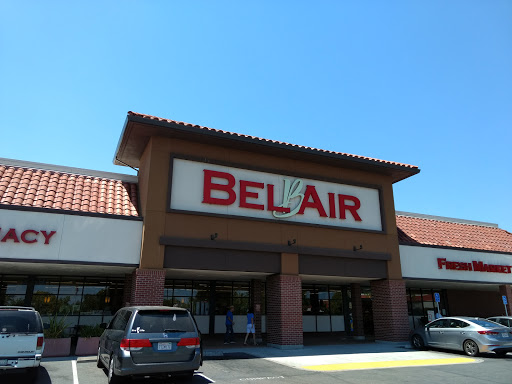 BEL AIR
ACY
FRESH MARKET